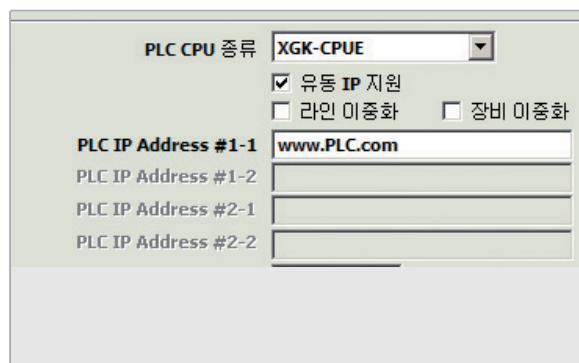 PLC CPU 종류 XGK-CPUE
유동 IP 지원
라인 이중화 장비 이중화
PLC IP Address #1-1 www.PLC.com
PLC IP Address #1-2
PLC IP Address #2-1
PLC IP Address #2-2